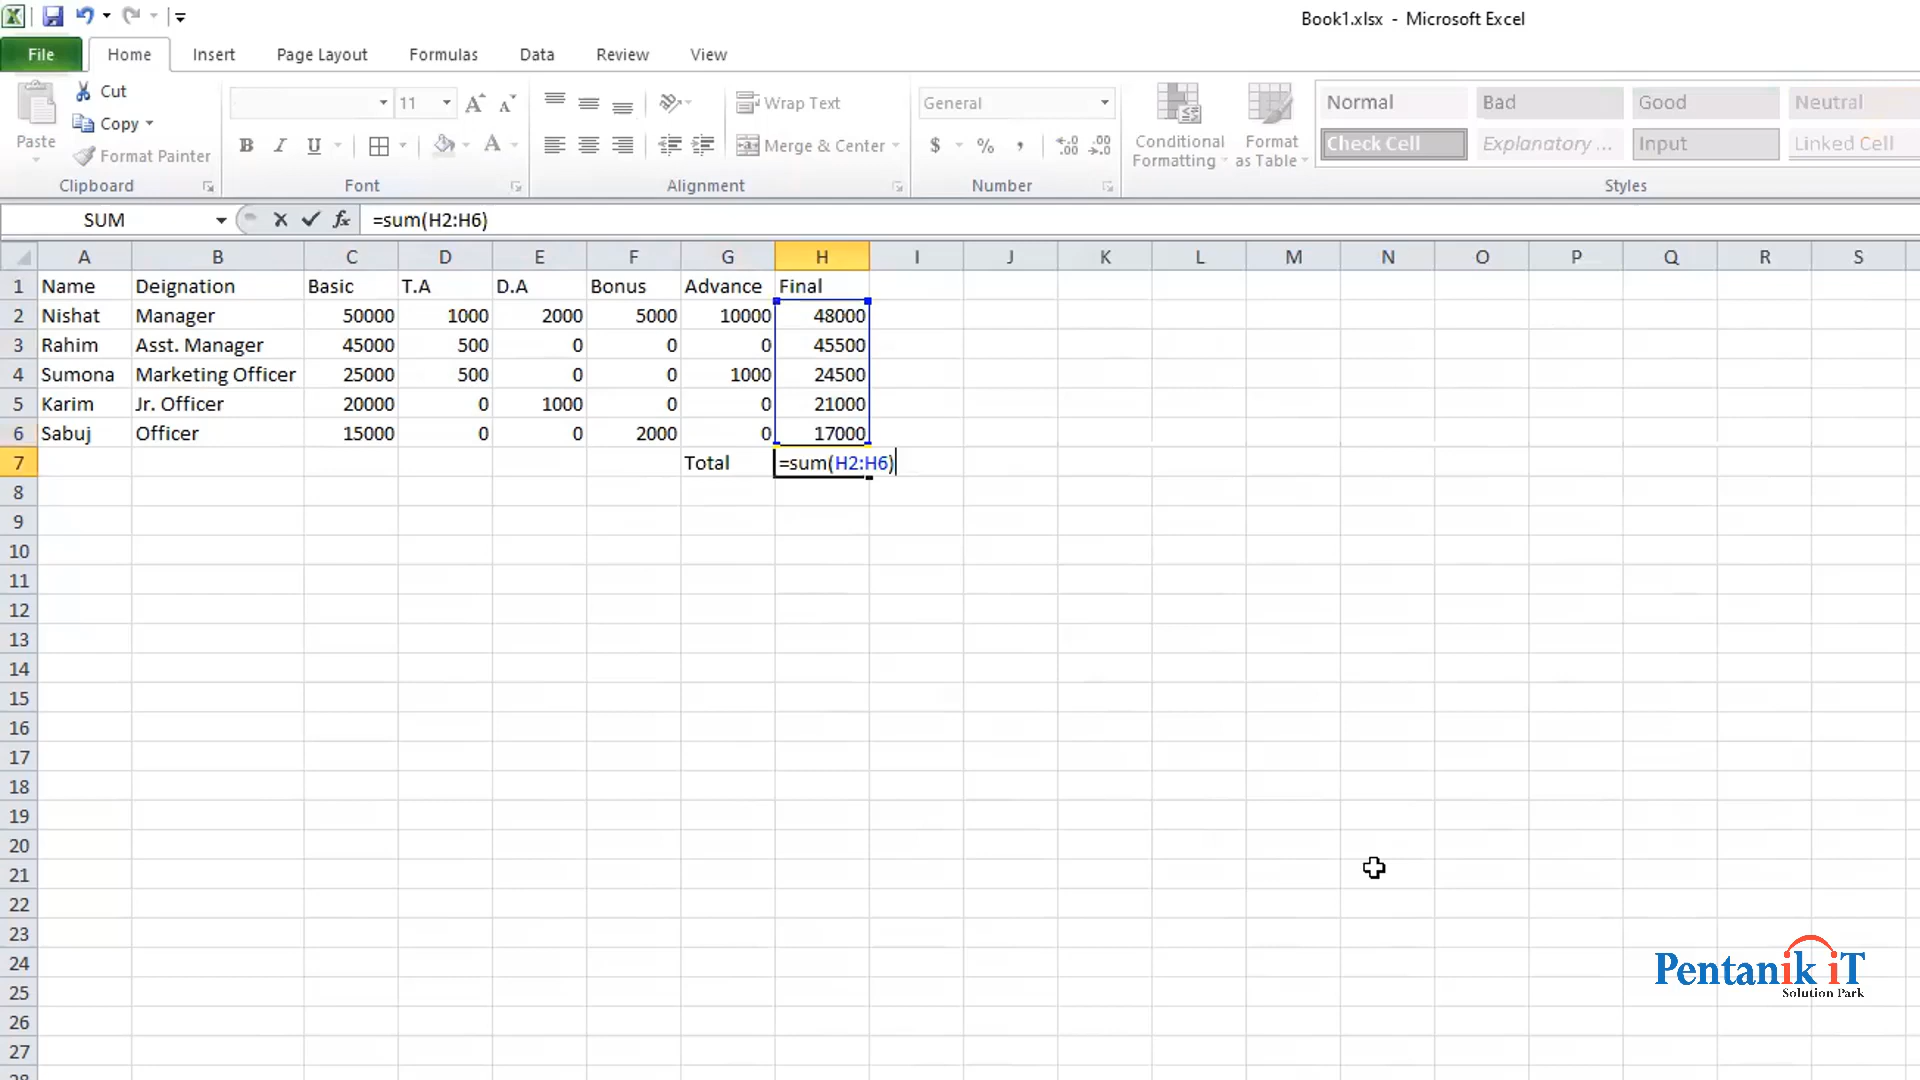 Book1.xlsx - Microsoft Excel
File Home Insert Page Layout Formulas Data Review View
Paste
Cut
Copy
Format Painter
Clipboard
11
B I U A
Font
Wrap Text
Merge & Center
Alignment
General
$ % , .0 .00 .00 .0
Number
Conditional Formatting
Format as Table
Normal Bad Good Neutral
Check Cell Explanatory ... Input Linked Cell
Styles
SUM fx =sum(H2:H6)
A B C D E F G H I J K L M N O P Q R S
1 Name Deignation Basic T.A D.A Bonus Advance Final
2 Nishat Manager 50000 1000 2000 5000 10000 48000
3 Rahim Asst. Manager 45000 500 0 0 0 45500
4 Sumona Marketing Officer 25000 500 0 0 1000 24500
5 Karim Jr. Officer 20000 0 1000 0 0 21000
6 Sabuj Officer 15000 0 0 2000 0 17000
7 Total =sum(H2:H6)
8
9
10
11
12
13
14
15
16
17
18
19
20
21
22
23
24
25
26
27
28
Pentanik iT
Solution Park